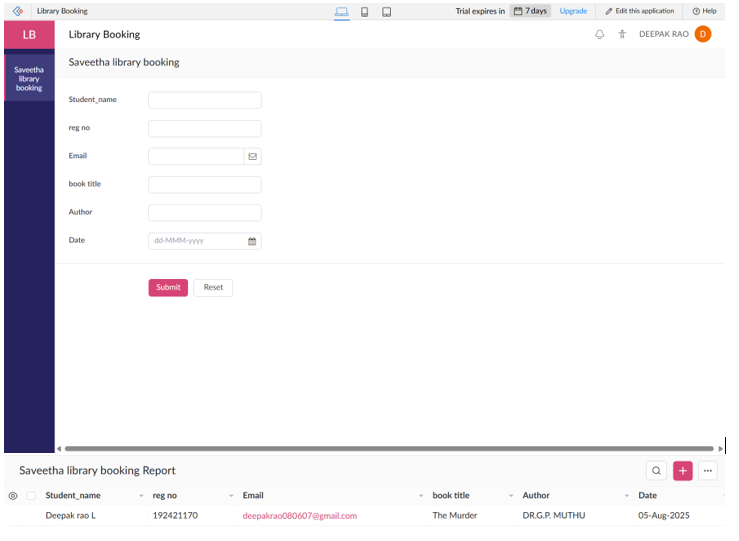 Library Booking
Trial expires in 7 days Upgrade Edit this application Help
LB Library Booking DEEPAK RAO D
Saveetha library booking
Saveetha library booking
Student_name
reg no
Email
book title
Author
Date dd-MMM-yyyy
Submit Reset
Saveetha library booking Report
Student_name reg no Email book title Author Date
Deepak rao L 192421170 deepakrao080607@gmail.com The Murder DR.G.P. MUTHU 05-Aug-2025